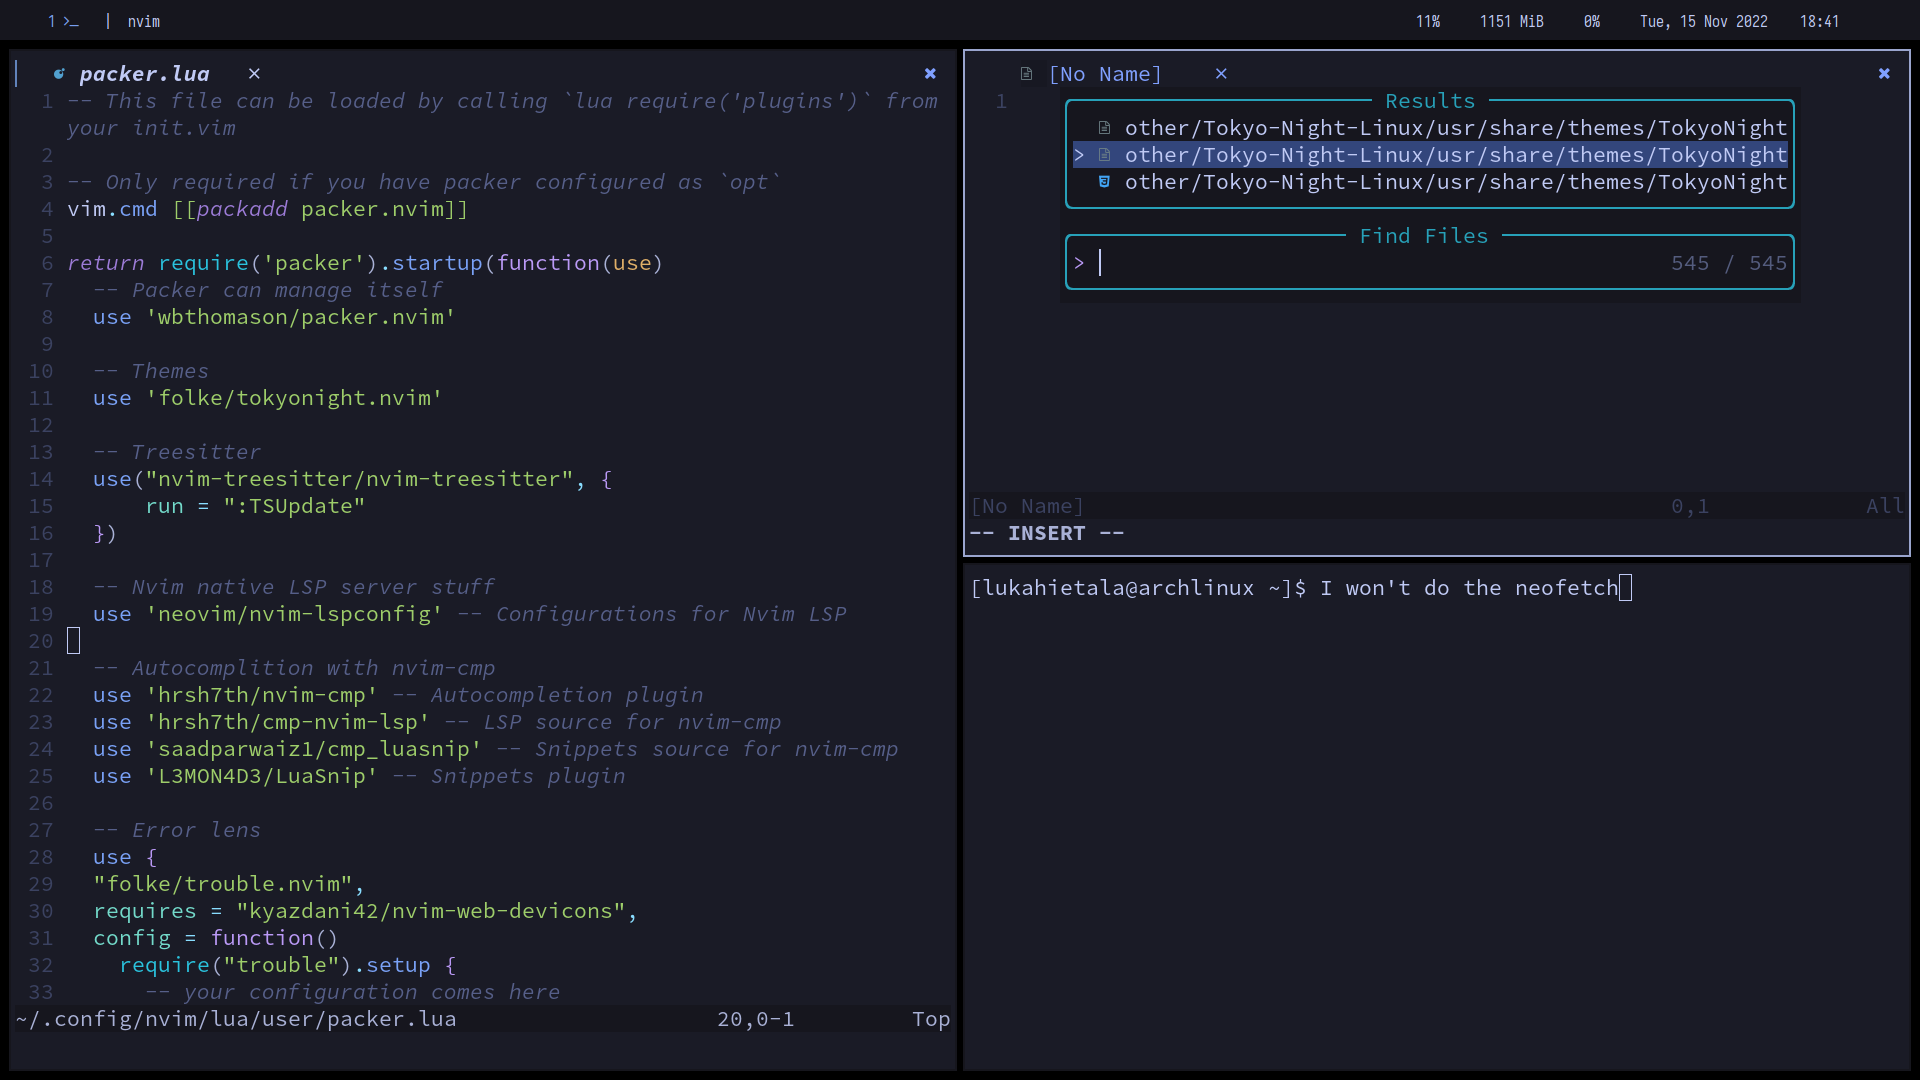 1 >_ | nvim 11% 1151 MiB 0% Tue, 15 Nov 2022 18:41
packer.lua × ✖
1 -- This file can be loaded by calling `lua require('plugins')` from
your init.vim
2
3 -- Only required if you have packer configured as `opt`
4 vim.cmd [[packadd packer.nvim]]
5
6 return require('packer').startup(function(use)
7   -- Packer can manage itself
8   use 'wbthomason/packer.nvim'
9
10   -- Themes
11   use 'folke/tokyonight.nvim'
12
13   -- Treesitter
14   use("nvim-treesitter/nvim-treesitter", {
15       run = ":TSUpdate"
16   })
17
18   -- Nvim native LSP server stuff
19   use 'neovim/nvim-lspconfig' -- Configurations for Nvim LSP
20
21   -- Autocomplition with nvim-cmp
22   use 'hrsh7th/nvim-cmp' -- Autocompletion plugin
23   use 'hrsh7th/cmp-nvim-lsp' -- LSP source for nvim-cmp
24   use 'saadparwaiz1/cmp_luasnip' -- Snippets source for nvim-cmp
25   use 'L3MON4D3/LuaSnip' -- Snippets plugin
26
27   -- Error lens
28   use {
29   "folke/trouble.nvim",
30   requires = "kyazdani42/nvim-web-devicons",
31   config = function()
32     require("trouble").setup {
33       -- your configuration comes here
~/.config/nvim/lua/user/packer.lua 20,0-1 Top
[No Name] × ✖
1
Results
other/Tokyo-Night-Linux/usr/share/themes/TokyoNight
> other/Tokyo-Night-Linux/usr/share/themes/TokyoNight
other/Tokyo-Night-Linux/usr/share/themes/TokyoNight
Find Files
> 545 / 545
[No Name] 0,1 All
-- INSERT --
[lukahietala@archlinux ~]$ I won't do the neofetch